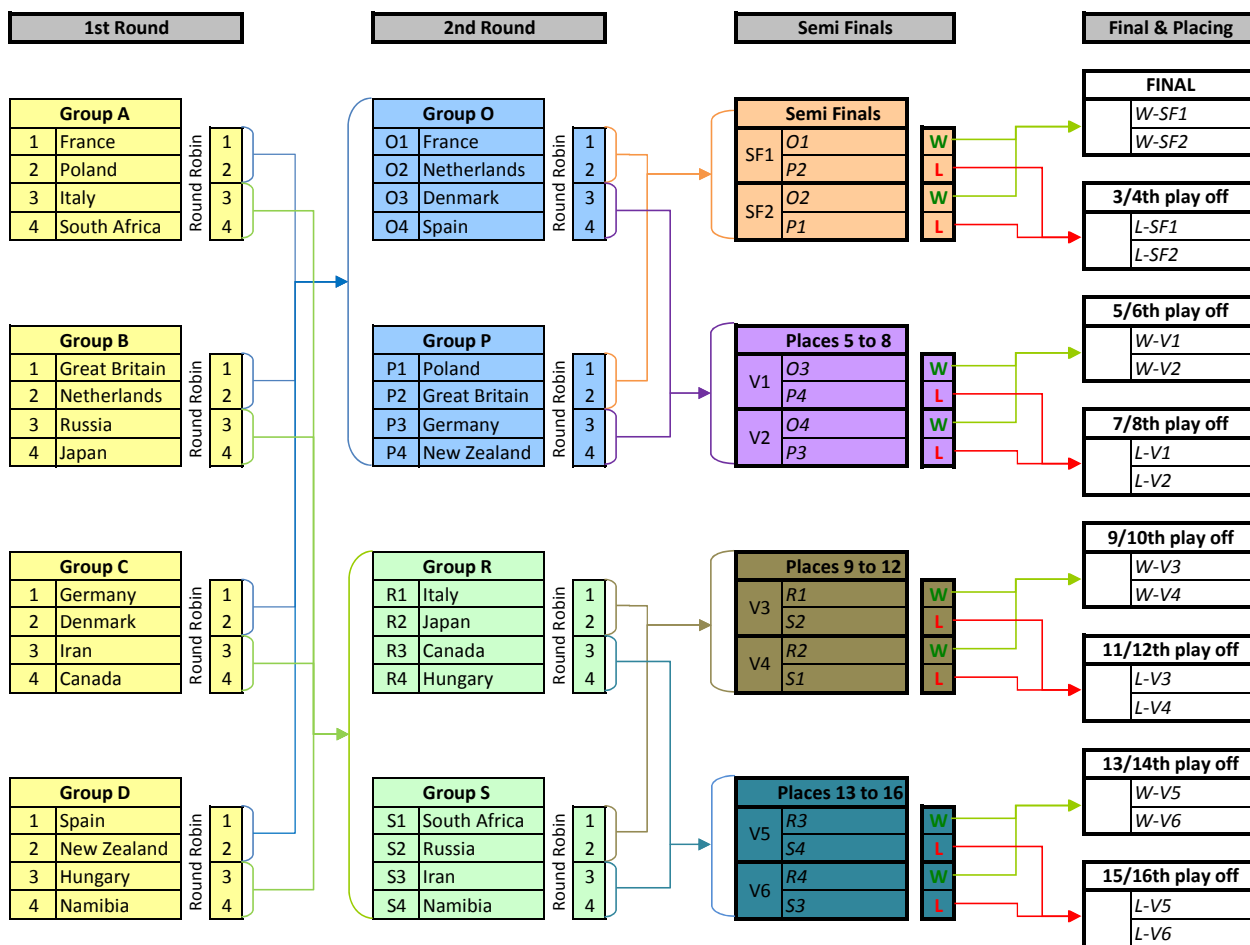 1st Round
2nd Round
Semi Finals
Final & Placing
Group A
1 France
2 Poland
3 Italy
4 South Africa
Round Robin
1
2
3
4
Group B
1 Great Britain
2 Netherlands
3 Russia
4 Japan
Round Robin
1
2
3
4
Group C
1 Germany
2 Denmark
3 Iran
4 Canada
Round Robin
1
2
3
4
Group D
1 Spain
2 New Zealand
3 Hungary
4 Namibia
Round Robin
1
2
3
4
Group O
O1 France
O2 Netherlands
O3 Denmark
O4 Spain
Round Robin
1
2
3
4
Group P
P1 Poland
P2 Great Britain
P3 Germany
P4 New Zealand
Round Robin
1
2
3
4
Group R
R1 Italy
R2 Japan
R3 Canada
R4 Hungary
Round Robin
1
2
3
4
Group S
S1 South Africa
S2 Russia
S3 Iran
S4 Namibia
Round Robin
1
2
3
4
Semi Finals
SF1
O1
P2
SF2
O2
P1
W
L
W
L
Places 5 to 8
V1
O3
P4
V2
O4
P3
W
L
W
L
Places 9 to 12
V3
R1
S2
V4
R2
S1
W
L
W
L
Places 13 to 16
V5
R3
S4
V6
R4
S3
W
L
W
L
FINAL
W-SF1
W-SF2
3/4th play off
L-SF1
L-SF2
5/6th play off
W-V1
W-V2
7/8th play off
L-V1
L-V2
9/10th play off
W-V3
W-V4
11/12th play off
L-V3
L-V4
13/14th play off
W-V5
W-V6
15/16th play off
L-V5
L-V6